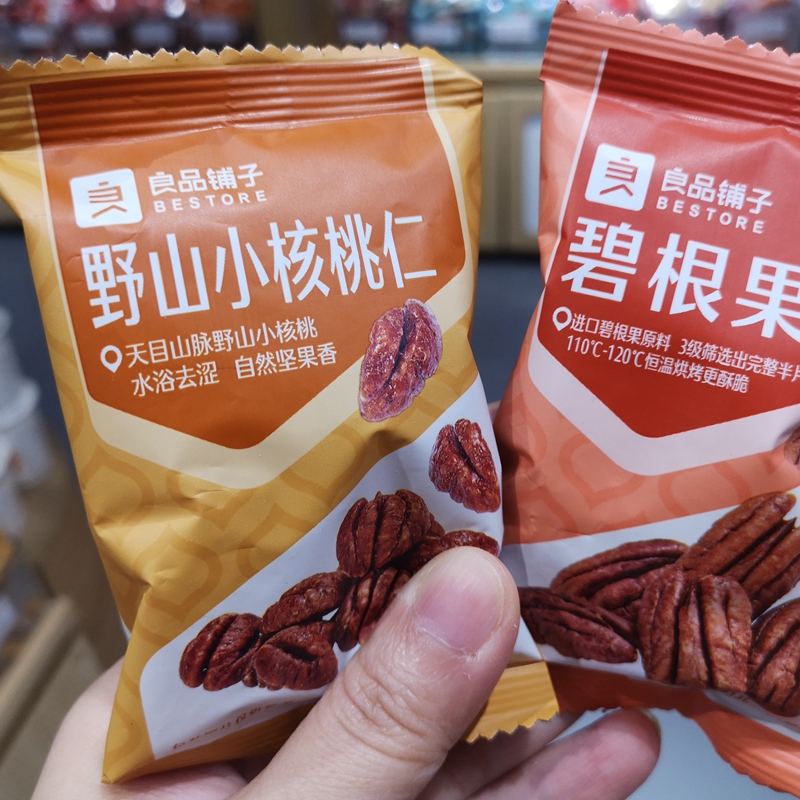 良品铺子
BESTORE
野山小核桃仁
天目山脉野山小核桃
水浴去涩 自然坚果香
良品铺子
BESTORE
碧根果
进口碧根果原料 3级筛选出完整半片
110℃-120℃恒温烘烤更酥脆